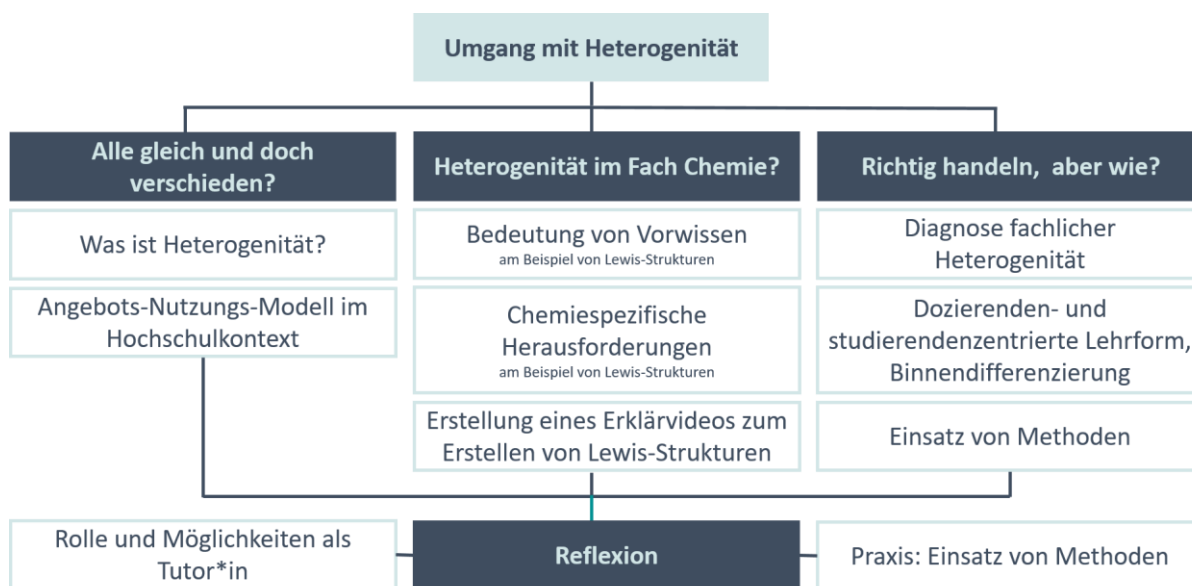 Umgang mit Heterogenität
Alle gleich und doch
verschieden?
Was ist Heterogenität?
Angebots-Nutzungs-Modell im
Hochschulkontext
Heterogenität im Fach Chemie?
Bedeutung von Vorwissen
am Beispiel von Lewis-Strukturen
Chemiespezifische
Herausforderungen
am Beispiel von Lewis-Strukturen
Erstellung eines Erklärvideos zum
Erstellen von Lewis-Strukturen
Richtig handeln, aber wie?
Diagnose fachlicher
Heterogenität
Dozierenden- und
studierendenzentrierte Lehrform,
Binnendifferenzierung
Einsatz von Methoden
Rolle und Möglichkeiten als
Tutor*in
Reflexion
Praxis: Einsatz von Methoden